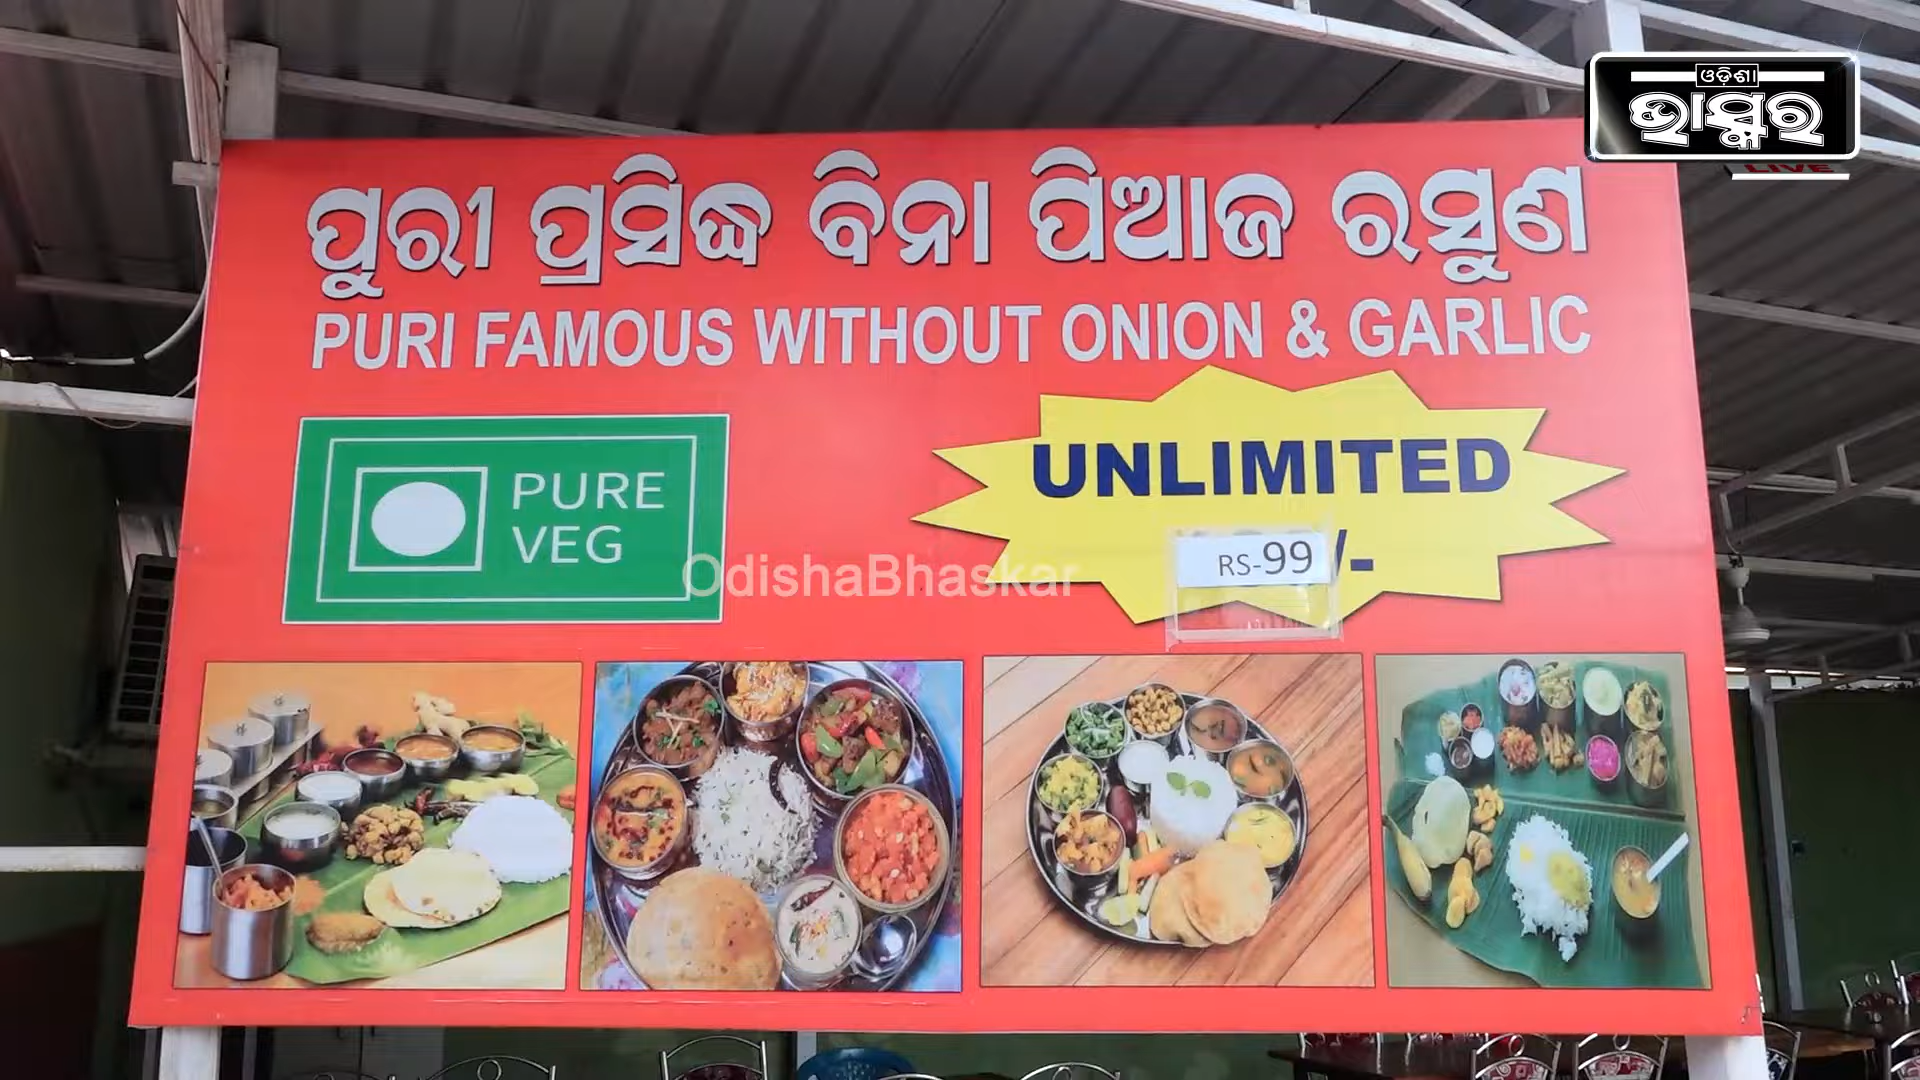 ଓଡ଼ିଶା
ଭାସ୍କର
LIVE
ପୁରୀ ପ୍ରସିଦ୍ଧ ବିନା ପିଆଜ ରସୁଣ
PURI FAMOUS WITHOUT ONION & GARLIC
PURE
VEG
UNLIMITED
RS-99 /-
OdishaBhaskar